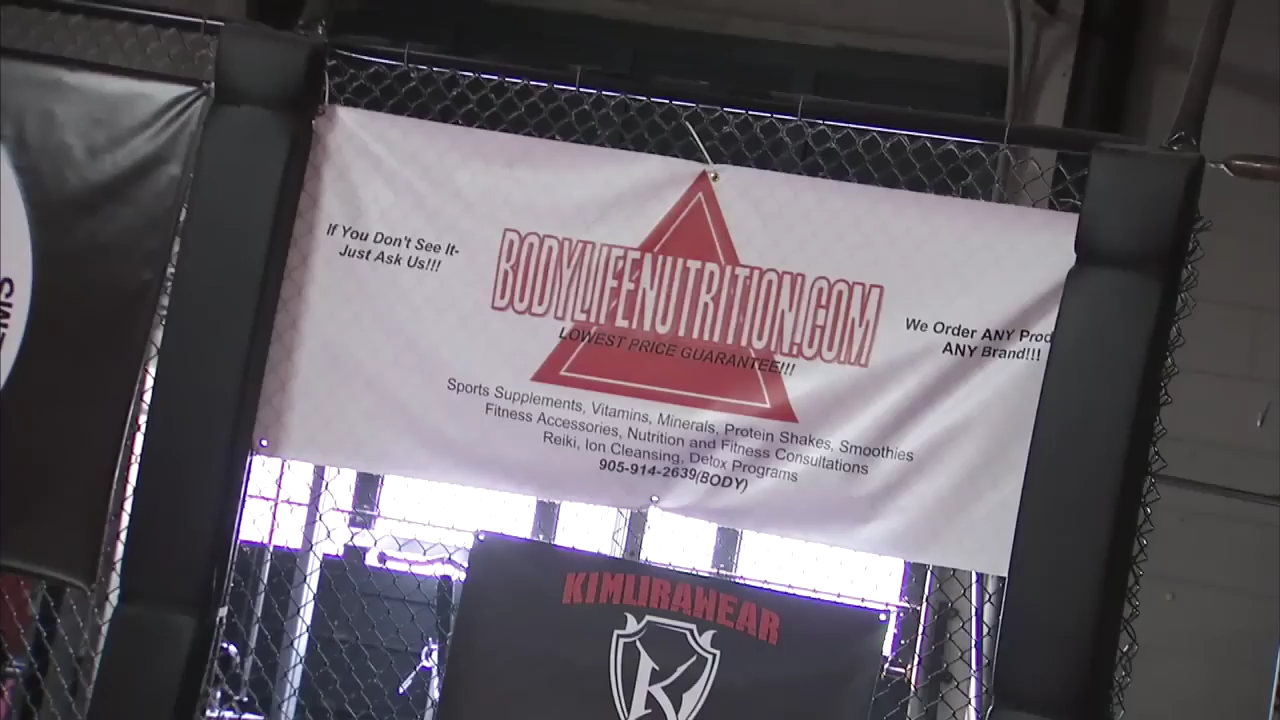 If You Don't See It-
Just Ask Us!!!
BODYLIFENUTRITION.COM
LOWEST PRICE GUARANTEE!!!
We Order ANY Prod
ANY Brand!!!
Sports Supplements, Vitamins, Minerals, Protein Shakes, Smoothies
Fitness Accessories, Nutrition and Fitness Consultations
Reiki, Ion Cleansing, Detox Programs
905-914-2639(BODY)
KIMLIRAWEAR
K